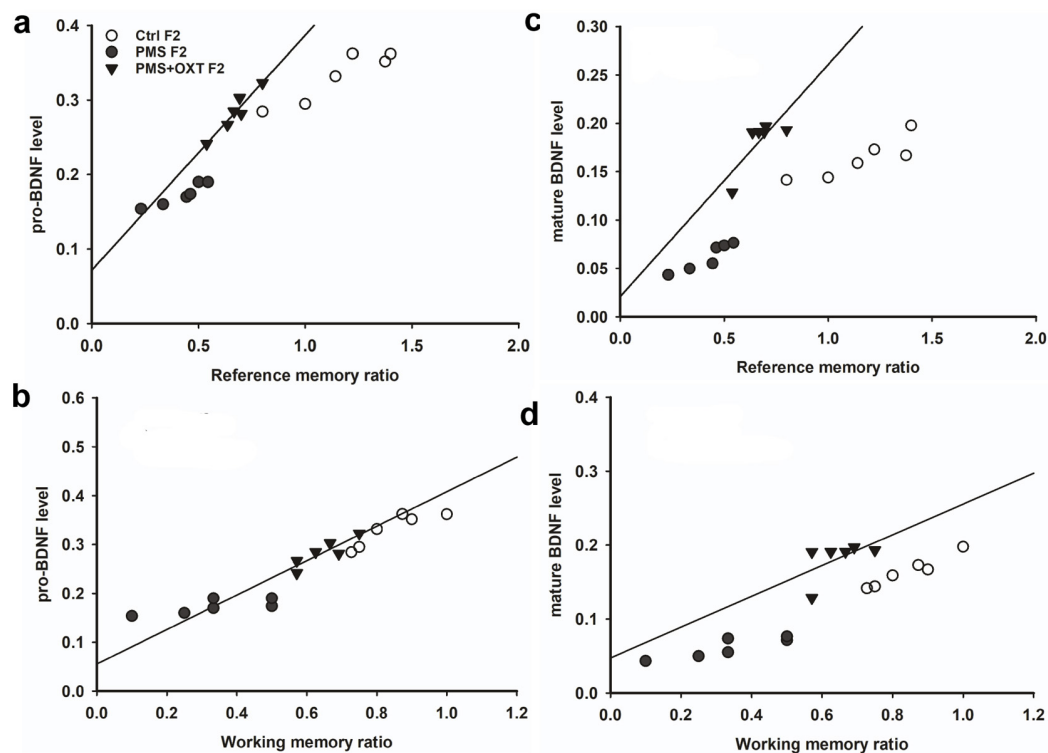 a
0.4
0.3
0.2
0.1
0.0
pro-BDNF level
Ctrl F2
PMS F2
PMS+OXT F2
0.0 0.5 1.0 1.5 2.0
Reference memory ratio
c
0.30
0.25
0.20
0.15
0.10
0.05
0.00
mature BDNF level
0.0 0.5 1.0 1.5 2.0
Reference memory ratio
b
0.6
0.5
0.4
0.3
0.2
0.1
0.0
pro-BDNF level
0.0 0.2 0.4 0.6 0.8 1.0 1.2
Working memory ratio
d
0.4
0.3
0.2
0.1
0.0
mature BDNF level
0.0 0.2 0.4 0.6 0.8 1.0 1.2
Working memory ratio